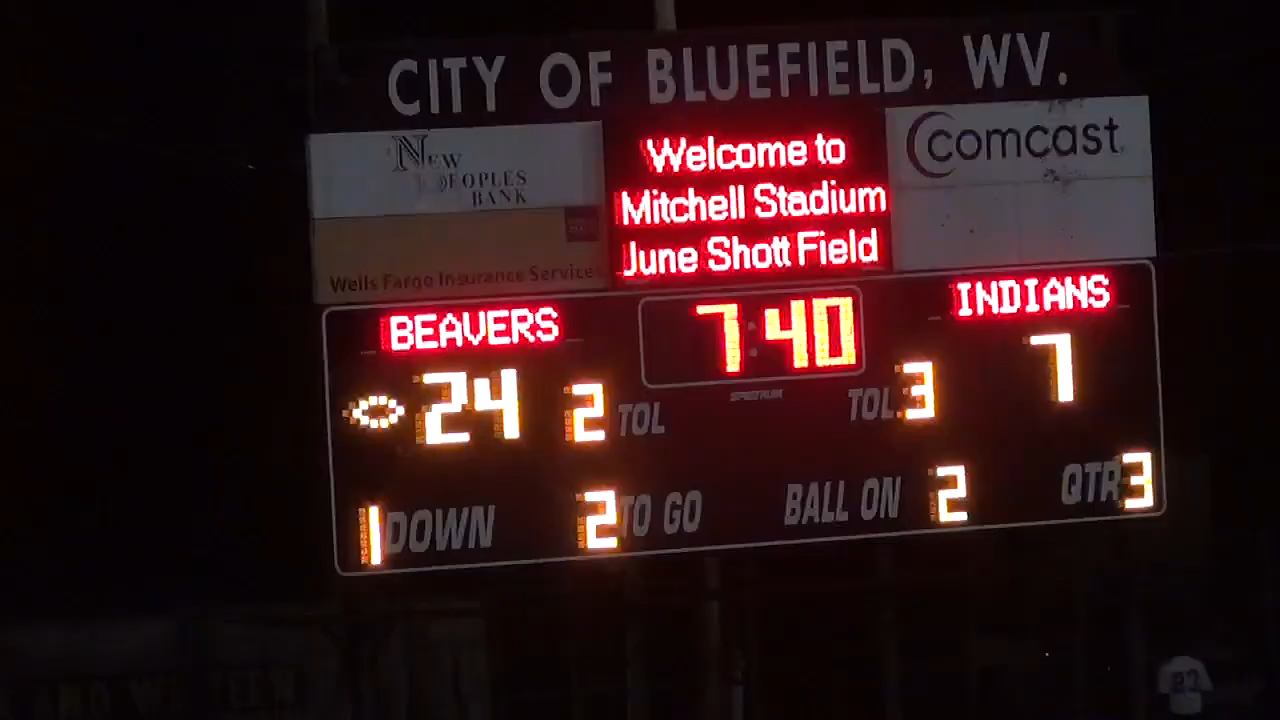 CITY OF BLUEFIELD, WV.
NEW
PEOPLES
BANK
Wells Fargo Insurance Services
Welcome to
Mitchell Stadium
June Shott Field
comcast
BEAVERS
7:40
INDIANS
24 2 TOL
SPECTRUM
TOL 3 7
1 DOWN 2 TO GO BALL ON 2 QTR 3